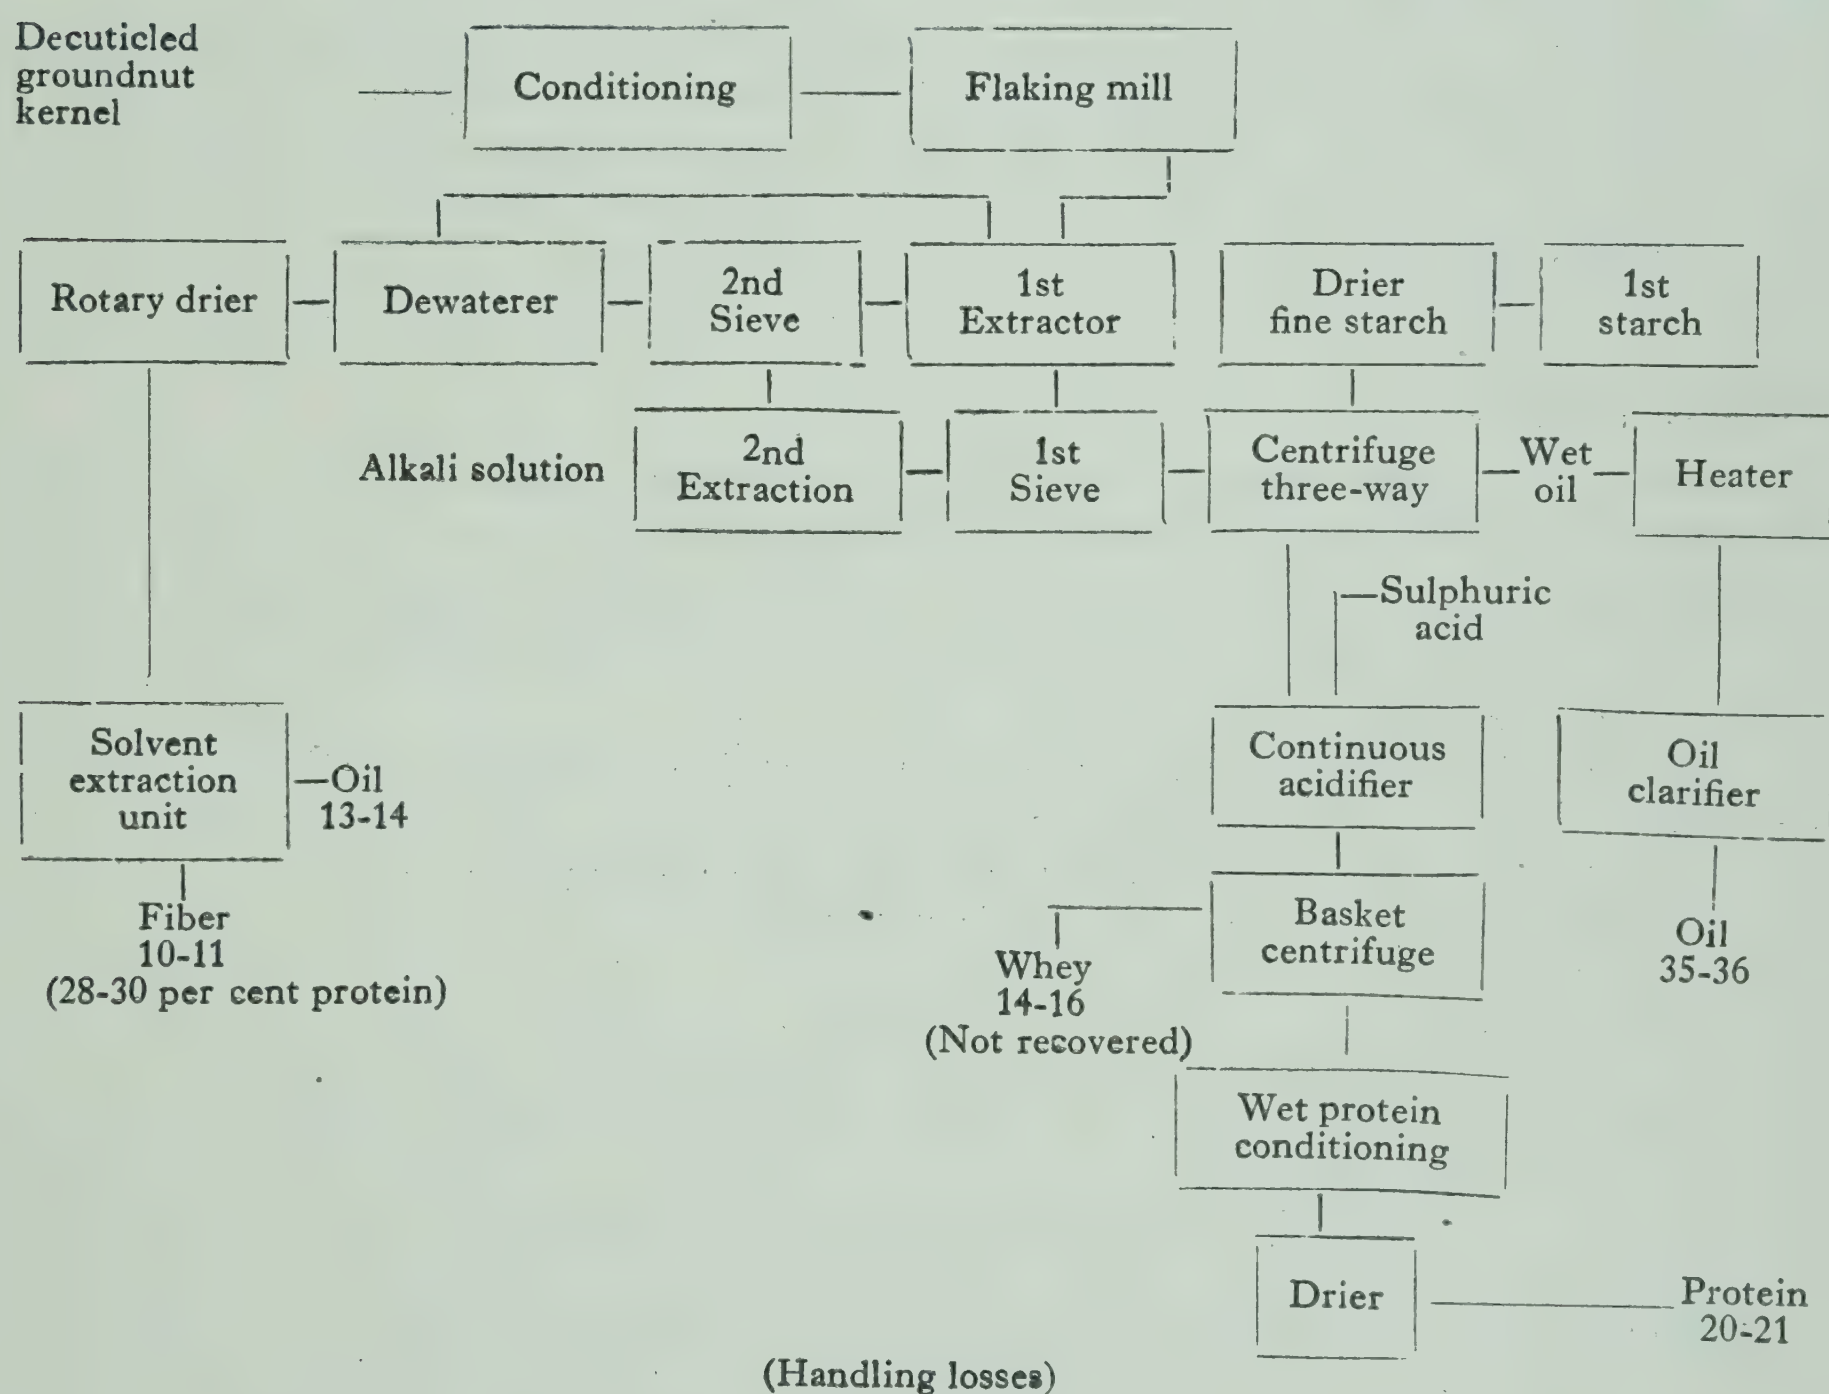 Decuticled
groundnut
kernel
Conditioning
Flaking mill
Rotary drier
Dewaterer
2nd
Sieve
1st
Extractor
Drier
fine starch
1st
starch
Alkali solution
2nd
Extraction
1st
Sieve
Centrifuge
three-way
Wet
oil
Heater
Sulphuric
acid
Solvent
extraction
unit
Oil
13-14
Continuous
acidifier
Oil
clarifier
Fiber
10-11
(28-30 per cent protein)
Whey
14-16
(Not recovered)
Basket
centrifuge
Oil
35-36
Wet protein
conditioning
Drier
Protein
20-21
(Handling losses)